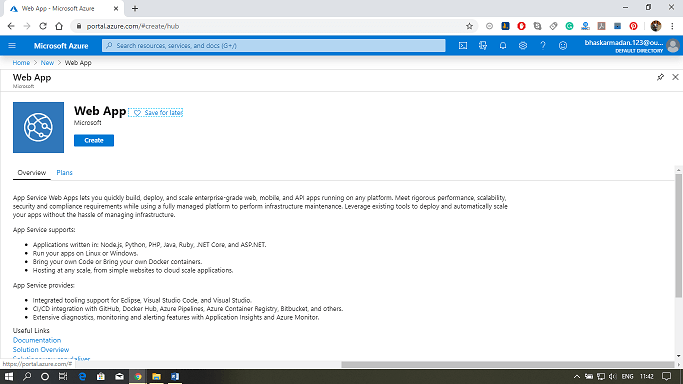 Web App - Microsoft Azure
portal.azure.com/#create/hub
Microsoft Azure
Search resources, services, and docs (G+/)
bhaskarmadan.123@ou...
DEFAULT DIRECTORY
Home > New > Web App
Web App
Microsoft
Web App
Save for later
Microsoft
Create
Overview Plans
App Service Web Apps lets you quickly build, deploy, and scale enterprise-grade web, mobile, and API apps running on any platform. Meet rigorous performance, scalability,
security and compliance requirements while using a fully managed platform to perform infrastructure maintenance. Leverage existing tools to deploy and automatically scale
your apps without the hassle of managing infrastructure.
App Service supports:
• Applications written in: Node.js, Python, PHP, Java, Ruby, .NET Core, and ASP.NET.
• Run your apps on Linux or Windows.
• Bring your own Code or Bring your own Docker containers.
• Hosting at any scale, from simple websites to cloud scale applications.
App Service provides:
• Integrated tooling support for Eclipse, Visual Studio Code, and Visual Studio.
• CI/CD integration with GitHub, Docker Hub, Azure Pipelines, Azure Container Registry, Bitbucket, and others.
• Extensive diagnostics, monitoring and alerting features with Application Insights and Azure Monitor.
Useful Links
Documentation
Solution Overview
https://portal.azure.com/#
ENG 11:42